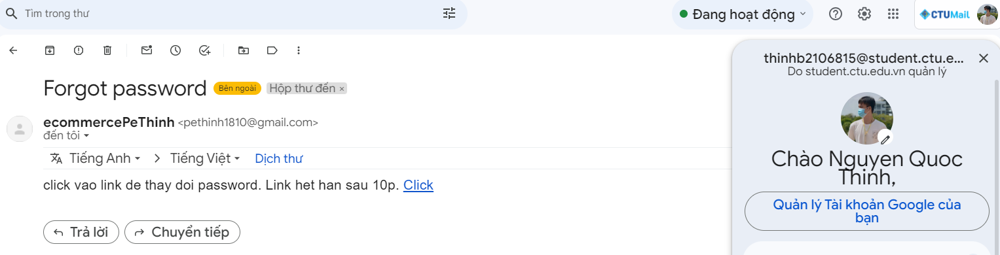 Tìm trong thư
Đang hoạt động
CTUMail
thinhb2106815@student.ctu.e...
Do student.ctu.edu.vn quản lý
Forgot password Bên ngoài Hộp thư đến ×
ecommercePeThinh <pethinh1810@gmail.com>
đến tôi
Tiếng Anh > Tiếng Việt Dịch thư
click vao link de thay doi password. Link het han sau 10p. Click
Trả lời Chuyển tiếp
Chào Nguyen Quoc
Thinh,
Quản lý Tài khoản Google của
bạn